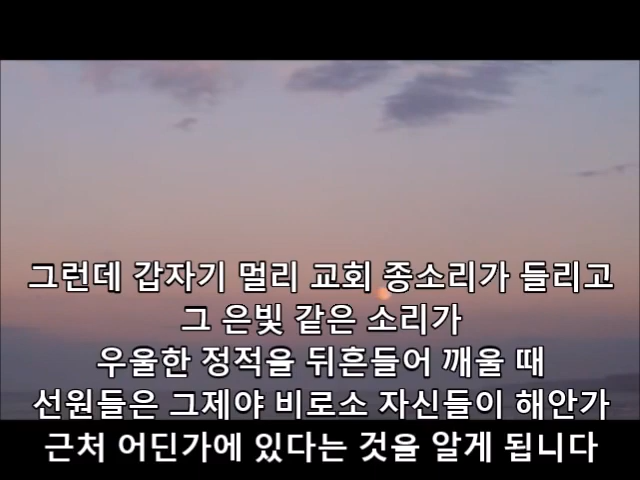 그런데 갑자기 멀리 교회 종소리가 들리고
그 은빛 같은 소리가
우울한 정적을 뒤흔들어 깨울 때
선원들은 그제야 비로소 자신들이 해안가
근처 어딘가에 있다는 것을 알게 됩니다